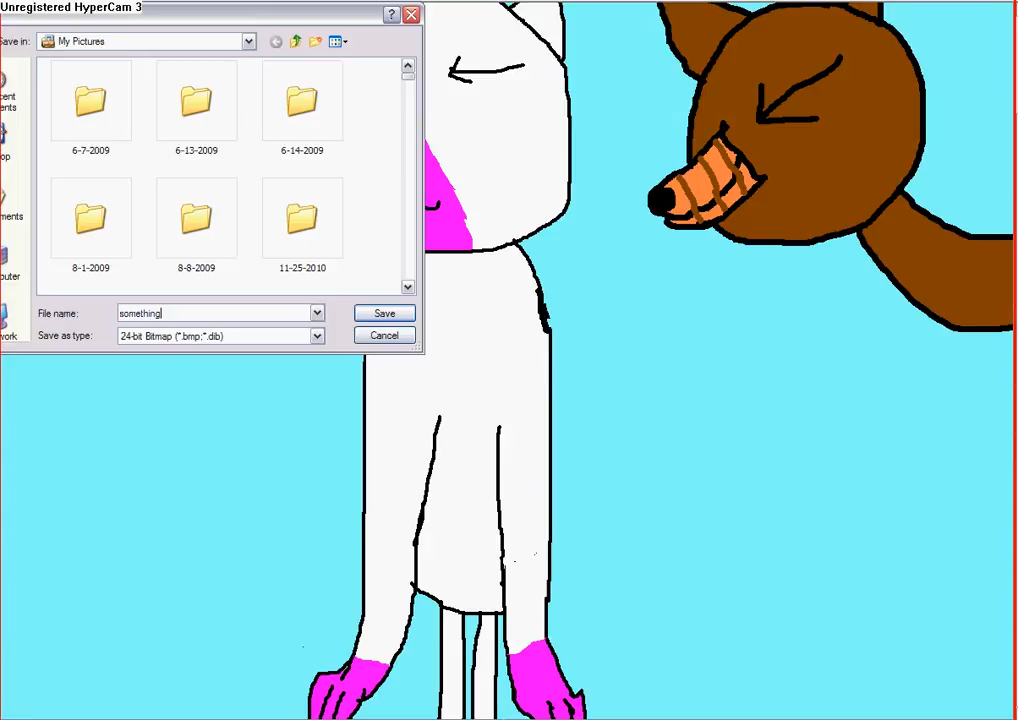 Unregistered HyperCam 3
Save in:
My Pictures
6-7-2009
6-13-2009
6-14-2009
8-1-2009
8-8-2009
11-25-2010
File name:
something
Save
Save as type:
24-bit Bitmap (*.bmp;*.dib)
Cancel